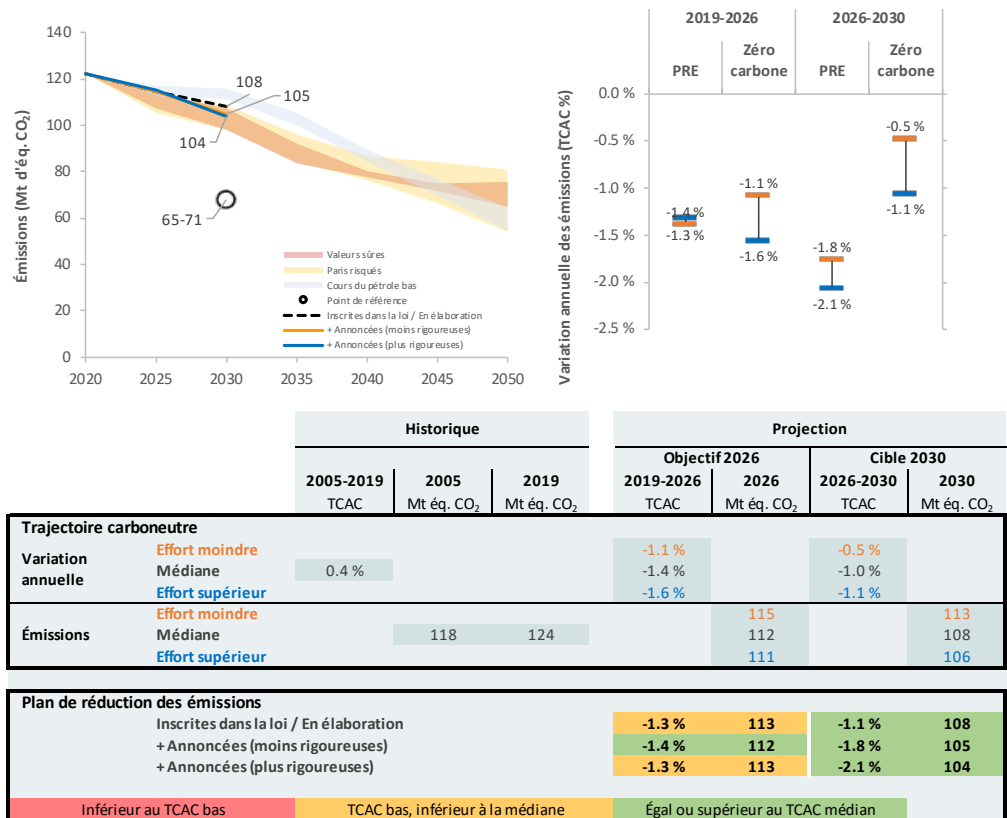 140
120
100
80
60
40
20
0
Émissions (Mt d'éq. CO₂)
2020 2025 2030 2035 2040 2045 2050
108
105
104
65-71
Valeurs sûres
Paris risqués
Cours du pétrole bas
Point de référence
Inscrites dans la loi / En élaboration
+ Annoncées (moins rigoureuses)
+ Annoncées (plus rigoureuses)
2019-2026 2026-2030
PRE Zéro carbone PRE Zéro carbone
Variation annuelle des émissions (TCAC %)
0.0 %
-0.5 %
-1.0 %
-1.5 %
-2.0 %
-2.5 %
-1.4 %
-1.3 %
-1.1 %
-1.6 %
-1.8 %
-2.1 %
-0.5 %
-1.1 %
Historique Projection
Objectif 2026 Cible 2030
2005-2019 2005 2019 2019-2026 2026 2026-2030 2030
TCAC Mt éq. CO₂ Mt éq. CO₂ TCAC Mt éq. CO₂ TCAC Mt éq. CO₂
Trajectoire carboneutre
Variation annuelle
Effort moindre -1.1 % -0.5 %
Médiane 0.4 % -1.4 % -1.0 %
Effort supérieur -1.6 % -1.1 %
Émissions
Effort moindre 115 113
Médiane 118 124 112 108
Effort supérieur 111 106
Plan de réduction des émissions
Inscrites dans la loi / En élaboration -1.3 % 113 -1.1 % 108
+ Annoncées (moins rigoureuses) -1.4 % 112 -1.8 % 105
+ Annoncées (plus rigoureuses) -1.3 % 113 -2.1 % 104
Inférieur au TCAC bas TCAC bas, inférieur à la médiane Égal ou supérieur au TCAC médian